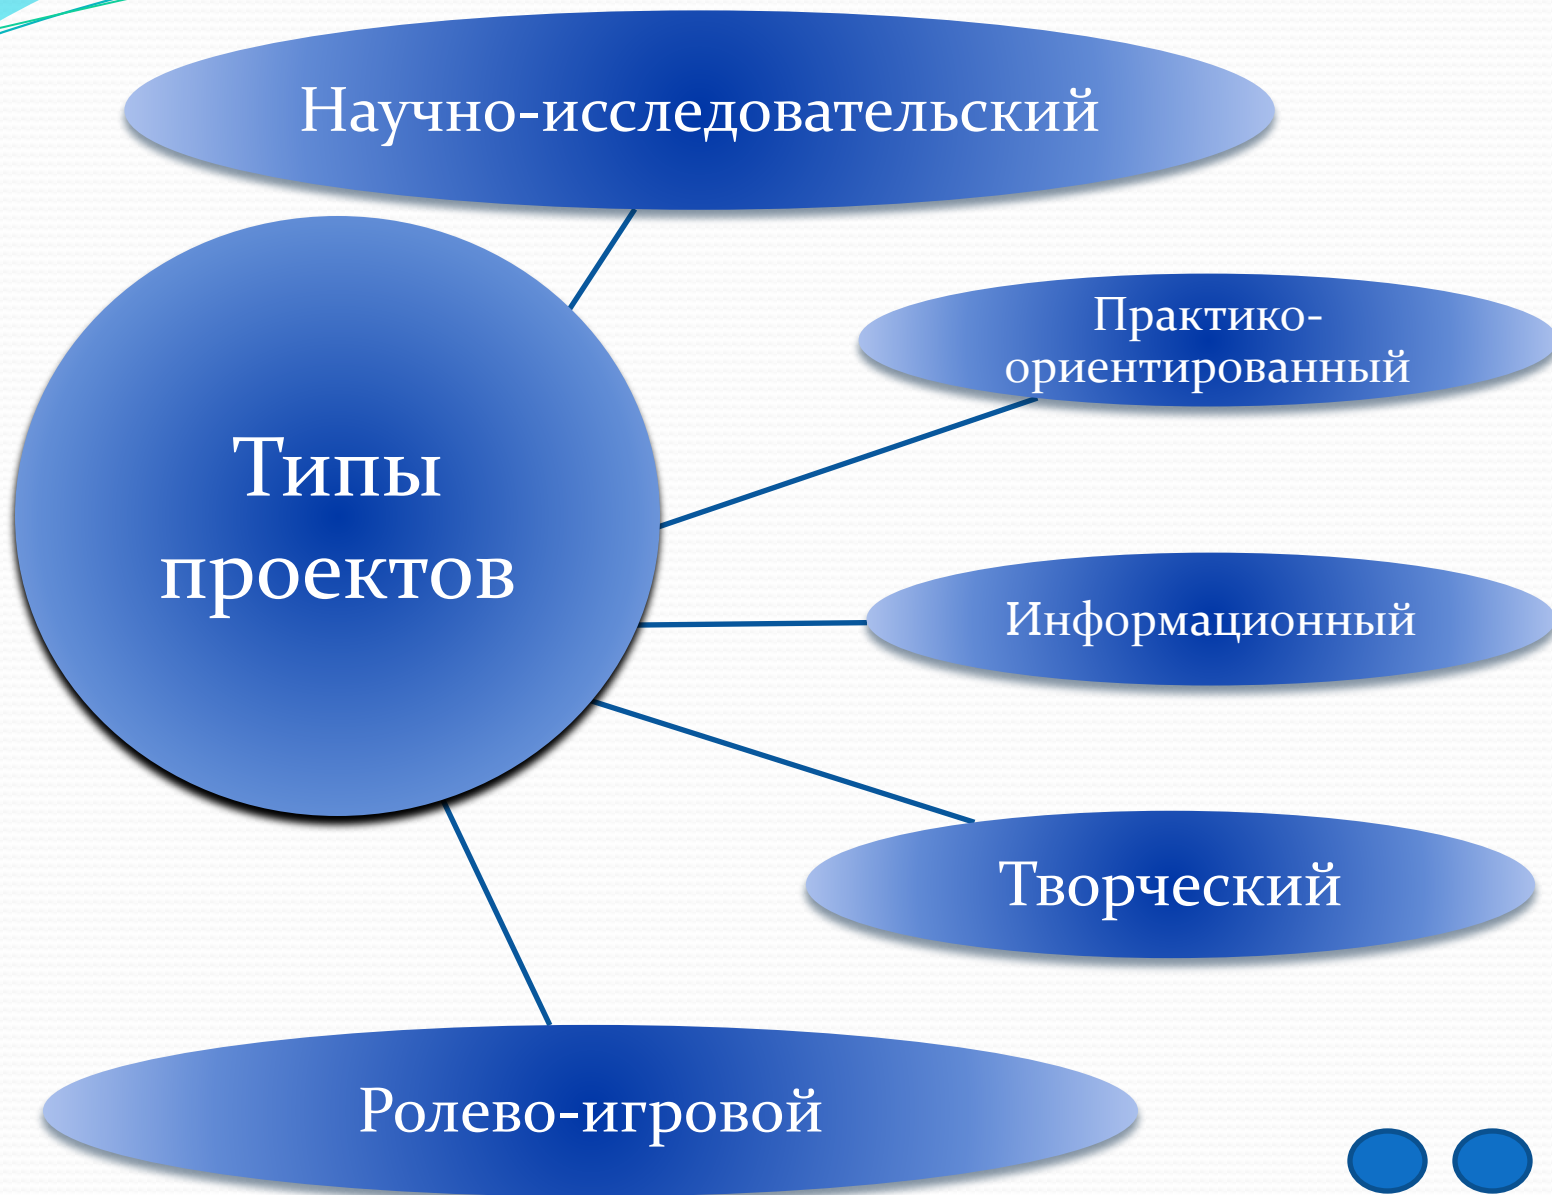 Научно-исследовательский
Практико-
ориентированный
Типы
проектов
Информационный
Творческий
Ролево-игровой